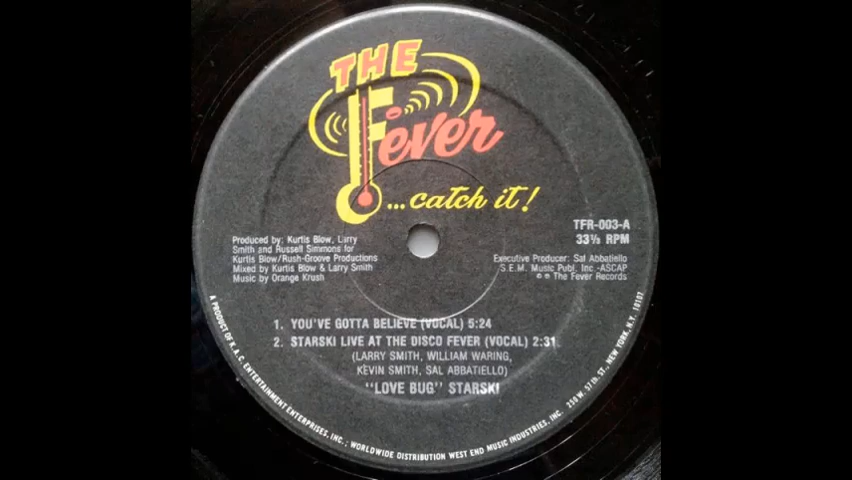 THE
Fever
...catch it!
TFR-003-A
33⅓ RPM
Produced by: Kurtis Blow, Larry
Smith and Russell Simmons for
Kurtis Blow/Rush-Groove Productions
Mixed by Kurtis Blow & Larry Smith
Music by Orange Krush
Executive Producer: Sal Abbatiello
S.E.M. Music Publ. Inc.-ASCAP
℗ © The Fever Records
1. YOU'VE GOTTA BELIEVE (VOCAL) 5:24
2. STARSKI LIVE AT THE DISCO FEVER (VOCAL) 2:31
(LARRY SMITH, WILLIAM WARING,
KEVIN SMITH, SAL ABBATIELLO)
"LOVE BUG" STARSKI
A PRODUCT OF K.A.C. ENTERTAINMENT ENTERPRISES, INC.; WORLDWIDE DISTRIBUTION WEST END MUSIC INDUSTRIES, INC. 250 W. 57th ST., NEW YORK, N.Y. 10107